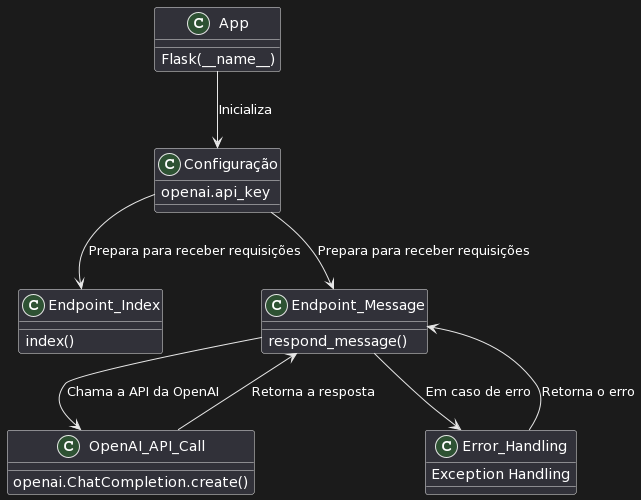 C App
Flask(__name__)
Inicializa
C Configuração
openai.api_key
Prepara para receber requisições
Prepara para receber requisições
C Endpoint_Index
index()
C Endpoint_Message
respond_message()
Chama a API da OpenAI
Retorna a resposta
Em caso de erro
Retorna o erro
C OpenAI_API_Call
openai.ChatCompletion.create()
C Error_Handling
Exception Handling